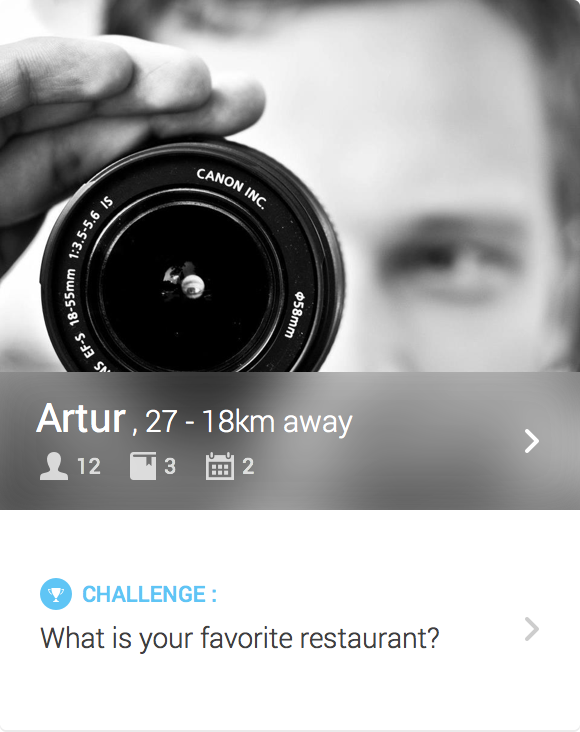 CANON INC.
EF-S 18-55mm 1:3.5-5.6 IS
φ58mm
Artur , 27 - 18km away
12 3 2
CHALLENGE :
What is your favorite restaurant?